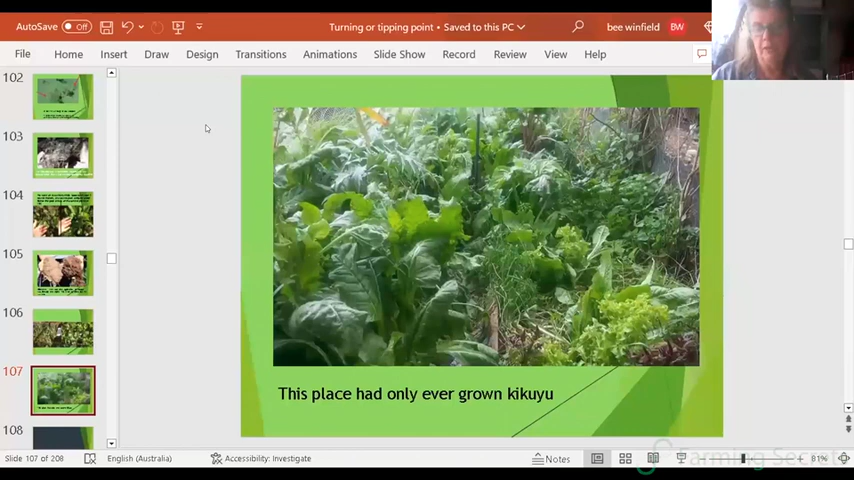 AutoSave Off Turning or tipping point • Saved to this PC bee winfield BW
File Home Insert Draw Design Transitions Animations Slide Show Record Review View Help
102
103
104
105
106
107
108
This place had only ever grown kikuyu
Slide 107 of 208 English (Australia) Accessibility: Investigate Notes 81%
Farming Secrets